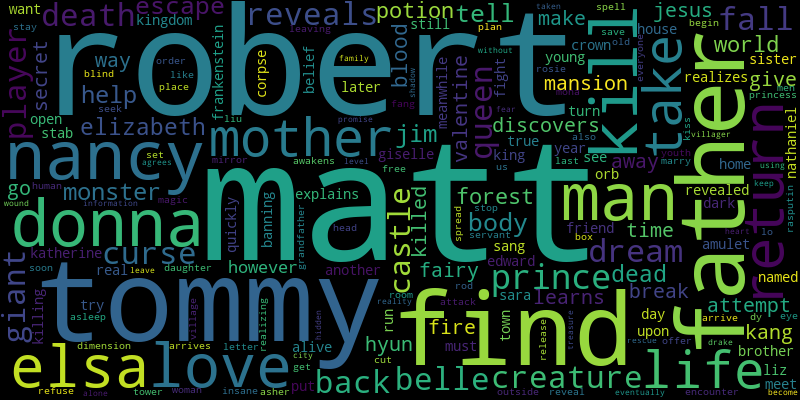 want
stay
kingdom
death
escape
reveals
potion
tell
spell
jesus
begin
fall
robert
player
secret
blind
place
way
order
like
help
open
stab
elizabeth
frankenstein
leaving
corpse
family
shadow
belief
later
blood
still
plan
without
crown
young
fight
meanwhile
valentine
queen
make
taken
save
old
rosie
mansion
everyone
house
kill
take
realizes
kiss
world
sister
give
men
princess
villager
nancy
set
agrees
mother
jim
giselle
mirror
awakens
level
discovers
turn
true
also
king
year
last
us
see
away
youth
marry
father
home
revealed
dark
using
keep
return
nathaniel
rasputin
fang
fear
promise
mona
go
human
wound
monster
information
magic
donna
matt
quickly
banning
explains
grandfather
head
free
castle
killed
forest
body
spread
stop
servant
sang
edward
friend
box
man
orb
time
amulet
heart
lo
giant
katherine
curse
soon
real
leave
daughter
however
another
liu
fairy
prince
dead
dream
break
attempt
named
killing
try
asleep
tommy
village
letter
realizing
hidden
alive
room
reality
run
rod
attack
find
fire
sara
learns
must
town
release
treasure
day
upon
rescue
offer
arrive
drake
kang
dy
eye
brother
elsa
dimension
arrives
love
refuse
alone
tower
woman
insane
asher
city
get
put
cut
back
hyun
belle
creature
outside
reveal
eventually
life
liz
meet
encounter
become